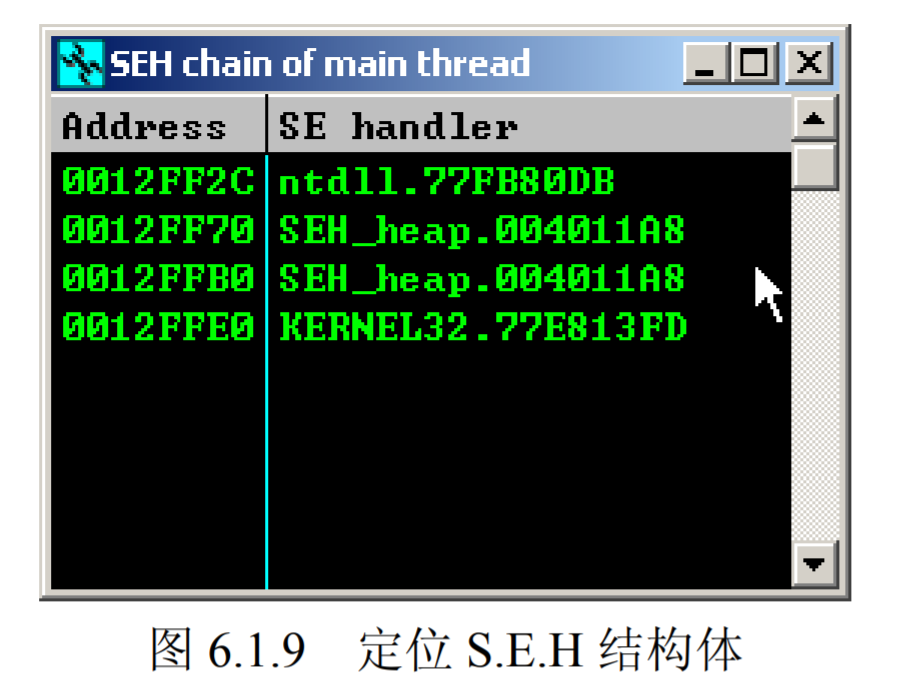 SEH chain of main thread
Address SE handler
0012FF2C ntdll.77FB80DB
0012FF70 SEH_heap.004011A8
0012FFB0 SEH_heap.004011A8
0012FFE0 KERNEL32.77E813FD
图 6.1.9 定位 S.E.H 结构体